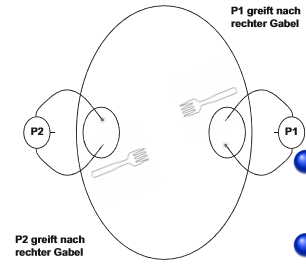 P1 greift nach
rechter Gabel
P2
P1
P2 greift nach
rechter Gabel